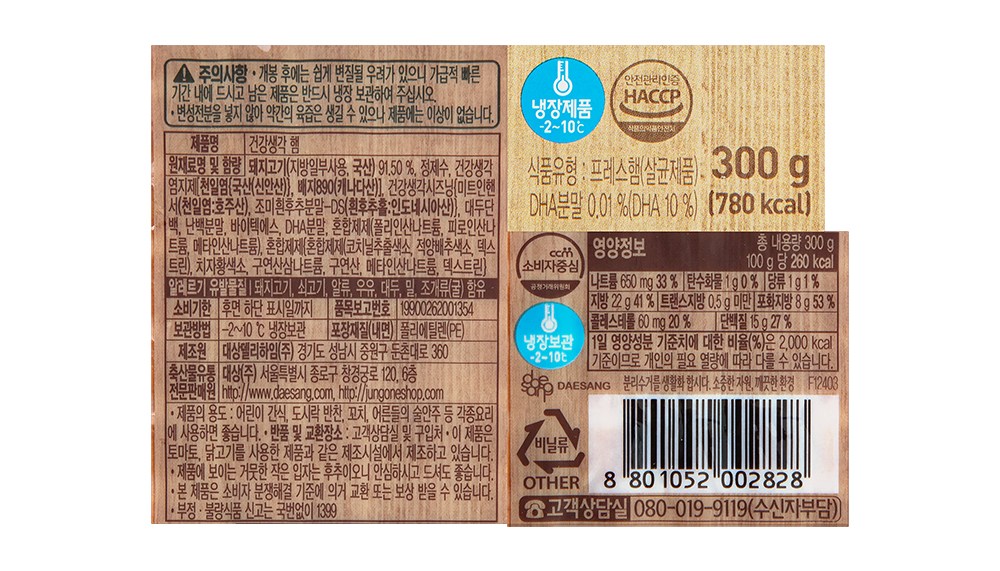 주의사항 • 개봉 후에는 쉽게 변질될 우려가 있으니 가급적 빠른
기간 내에 드시고 남은 제품은 반드시 냉장 보관하여 주십시오.
• 변성전분을 넣지 않아 약간의 육즙은 생길 수 있으나 제품에는 이상이 없습니다.
제품명 건강생각 햄
원재료명 및 함량 돼지고기(지방일부사용, 국산) 91.50 %, 정제수, 건강생각
염지제[천일염{국산(신안산)}, 배지890(캐나다산)], 건강생각시즈닝(미트인핸
서(천일염:호주산), 조미흰후추분말-DS(흰후추홀:인도네시아산)), 대두단
백, 난백분말, 바이텍에스, DHA분말, 혼합제제(폴리인산나트륨, 피로인산나
트륨, 메타인산나트륨), 혼합제제[혼합제제(코치닐추출색소, 적양배추색소, 덱스
트린), 치자황색소, 구연산삼나트륨, 구연산, 메타인산나트륨, 덱스트린]
알레르기 유발물질 돼지고기, 쇠고기, 알류, 우유, 대두, 밀, 조개류(굴) 함유
소비기한 후면 하단 표시일까지 품목보고번호 19900262001354
보관방법 -2~10 ℃ 냉장보관 포장재질(내면) 폴리에틸렌(PE)
제조원 대상델리하임(주) 경기도 성남시 중원구 둔촌대로 360
축산물유통전문판매원 대상(주) 서울특별시 종로구 창경궁로 120, 6층
http://www.daesang.com, http://jungoneshop.com
• 제품의 용도 : 어린이 간식, 도시락 반찬, 꼬치, 어른들의 술안주 등 각종요리
에 사용하면 좋습니다. • 반품 및 교환장소 : 고객상담실 및 구입처 • 이 제품은
토마토, 닭고기를 사용한 제품과 같은 제조시설에서 제조하고 있습니다.
• 제품에 보이는 거뭇한 작은 입자는 후추이오니 안심하시고 드셔도 좋습니다.
• 본 제품은 소비자 분쟁해결 기준에 의거 교환 또는 보상 받을 수 있습니다.
• 부정 · 불량식품 신고는 국번없이 1399
냉장제품
-2~10℃
안전관리인증
HACCP
식품의약품안전처
식품유형 : 프레스햄(살균제품)
DHA분말 0.01 %(DHA 10 %)
300 g
(780 kcal)
ccm
소비자중심
공정거래위원회
영양정보
총 내용량 300 g
100 g 당 260 kcal
나트륨 650 mg 33 % 탄수화물 1 g 0 % 당류 1 g 1 %
지방 22 g 41 % 트랜스지방 0.5 g 미만 포화지방 8 g 53 %
콜레스테롤 60 mg 20 % 단백질 15 g 27 %
1일 영양성분 기준치에 대한 비율(%)은 2,000 kcal
기준이므로 개인의 필요 열량에 따라 다를 수 있습니다.
냉장보관
-2~10℃
DAESANG
분리수거를 생활화 합시다. 소중한 자원, 깨끗한 환경 F12403
비닐류
OTHER
8 801052 002828
고객상담실 080-019-9119(수신자부담)